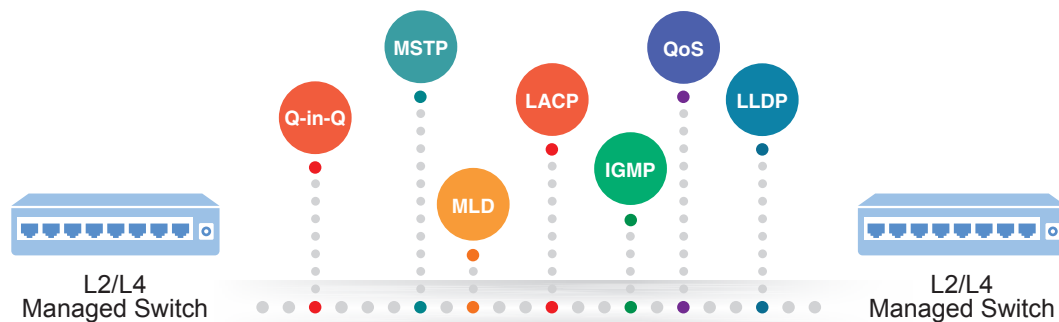 Q-in-Q
MSTP
MLD
LACP
IGMP
QoS
LLDP
L2/L4
Managed Switch
L2/L4
Managed Switch